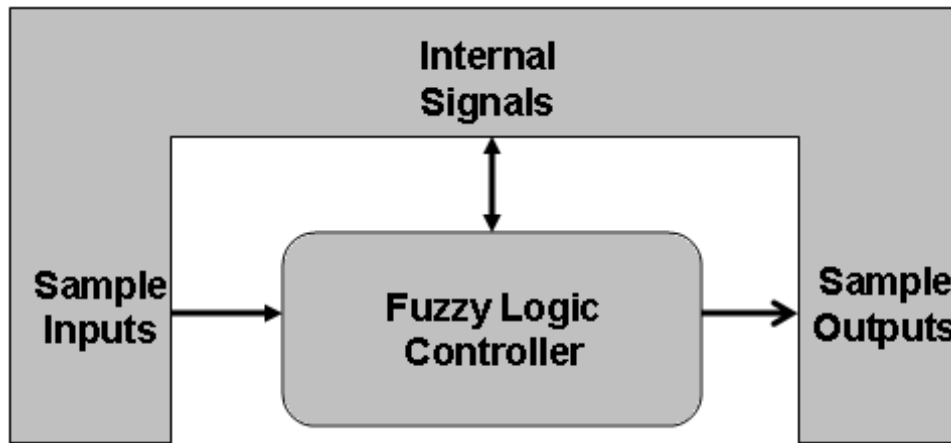 Internal
Signals
Sample
Inputs
Fuzzy Logic
Controller
Sample
Outputs